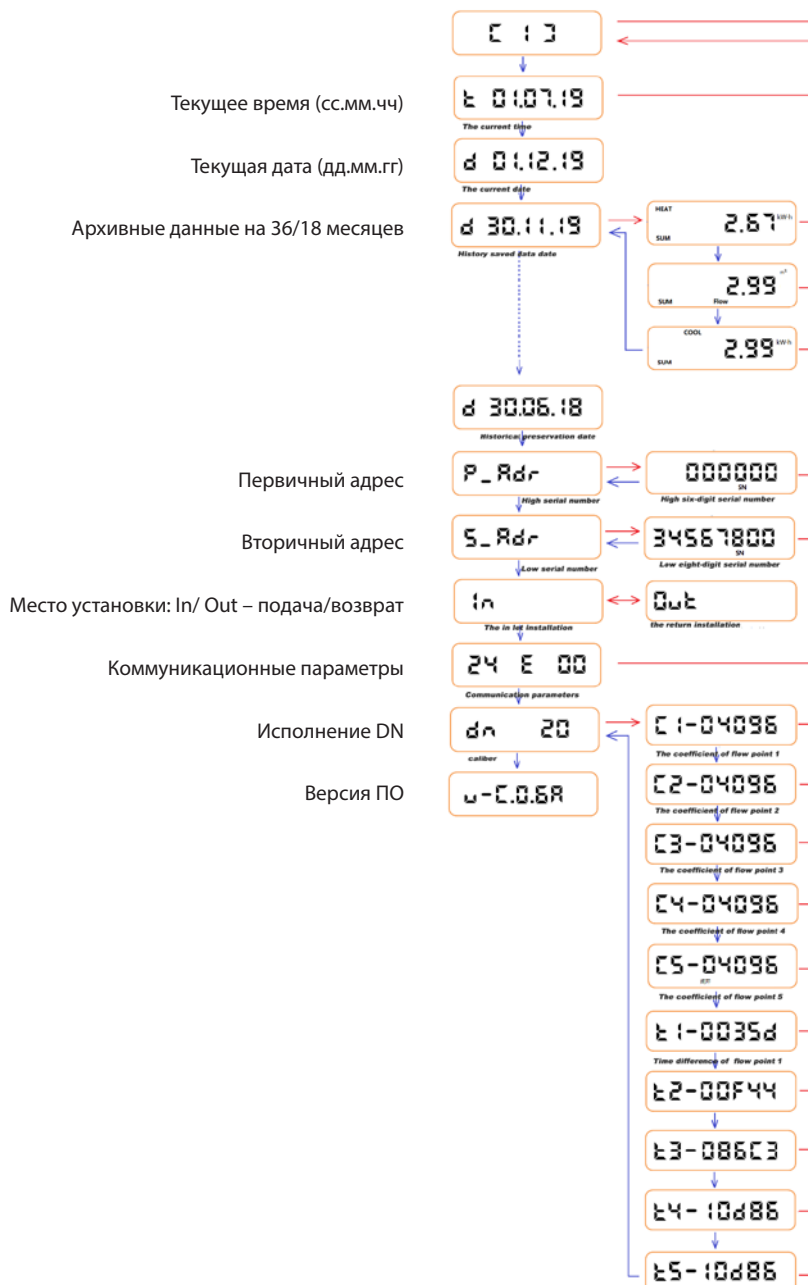 [ 1 ]
Текущее время (сс.мм.чч)
t 01.07.19
The current time
Текущая дата (дд.мм.гг)
d 01.12.19
The current date
Архивные данные на 36/18 месяцев
d 30.11.19
History saved data date
HEAT
2.67 kW·h
SUM
2.99 m³
SUM Flow
COOL
2.99 kW·h
SUM
d 30.06.18
Historical preservation date
Первичный адрес
P_Adr
High serial number
000000
SN
High six-digit serial number
Вторичный адрес
S_Adr
Low serial number
34567800
SN
Low eight-digit serial number
Место установки: In/ Out – подача/возврат
In
The in let installation
Out
the return installation
Коммуникационные параметры
24 E 00
Communication parameters
Исполнение DN
dn 20
caliber
C1-04096
The coefficient of flow point 1
Версия ПО
u-C.0.6A
C2-04096
The coefficient of flow point 2
C3-04096
The coefficient of flow point 3
C4-04096
The coefficient of flow point 4
C5-04096
The coefficient of flow point 5
t1-0035d
Time difference of flow point 1
t2-00F44
t3-086C3
t4-10d86
t5-10d86